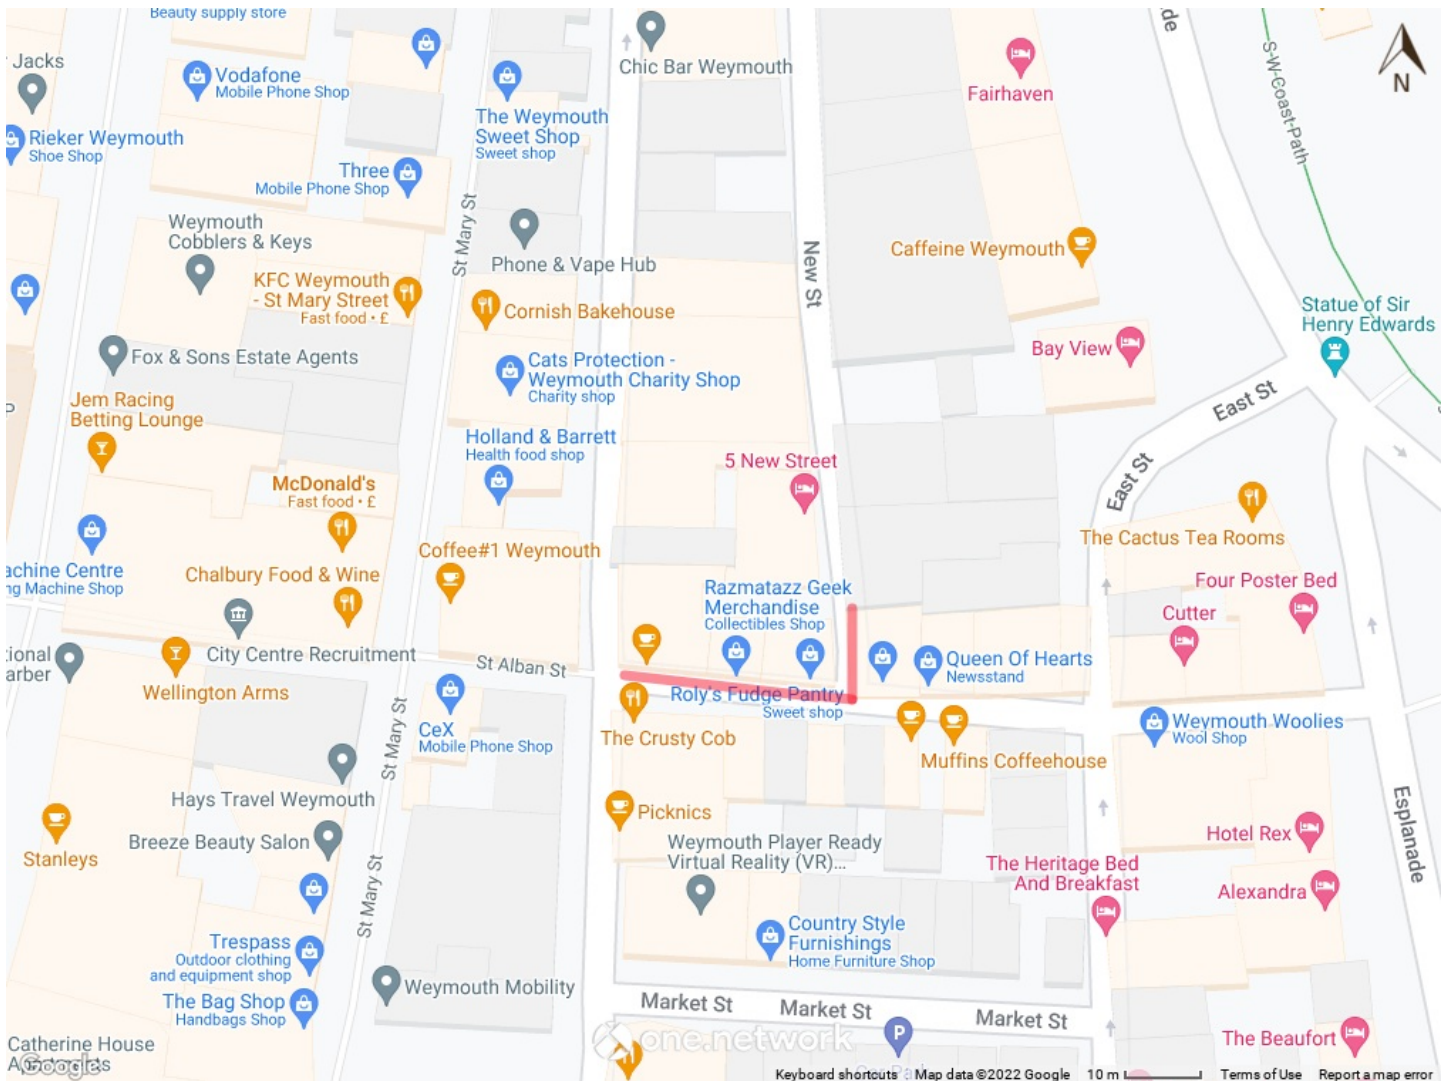 Beauty supply store
Jacks
Vodafone
Mobile Phone Shop
Chic Bar Weymouth
Fairhaven
N
S-W-Coast-Path
Rieker Weymouth
Shoe Shop
The Weymouth
Sweet Shop
Sweet shop
Three
Mobile Phone Shop
Weymouth
Cobblers & Keys
St Mary St
Phone & Vape Hub
New St
Caffeine Weymouth
KFC Weymouth
- St Mary Street
Fast food • £
Cornish Bakehouse
Statue of Sir
Henry Edwards
Fox & Sons Estate Agents
Cats Protection -
Weymouth Charity Shop
Charity shop
Bay View
East St
Jem Racing
Betting Lounge
Holland & Barrett
Health food shop
5 New Street
East St
McDonald's
Fast food • £
The Cactus Tea Rooms
Coffee#1 Weymouth
achine Centre
ng Machine Shop
Chalbury Food & Wine
Razmatazz Geek
Merchandise
Collectibles Shop
Four Poster Bed
Cutter
City Centre Recruitment
St Alban St
Queen Of Hearts
Newsstand
tional
arber
Wellington Arms
Roly's Fudge Pantry
Sweet shop
CeX
Mobile Phone Shop
St Mary St
The Crusty Cob
Weymouth Woolies
Wool Shop
Muffins Coffeehouse
Hays Travel Weymouth
Picknics
Esplanade
Breeze Beauty Salon
Stanleys
Weymouth Player Ready
Virtual Reality (VR)...
Hotel Rex
The Heritage Bed
And Breakfast
Alexandra
St Mary St
Country Style
Furnishings
Home Furniture Shop
Trespass
Outdoor clothing
and equipment shop
Weymouth Mobility
The Bag Shop
Handbags Shop
Market St
Market St
Market St
P
The Beaufort
Catherine House
one.network
Google
Keyboard shortcuts
Map data ©2022 Google
10 m
Terms of Use
Report a map error